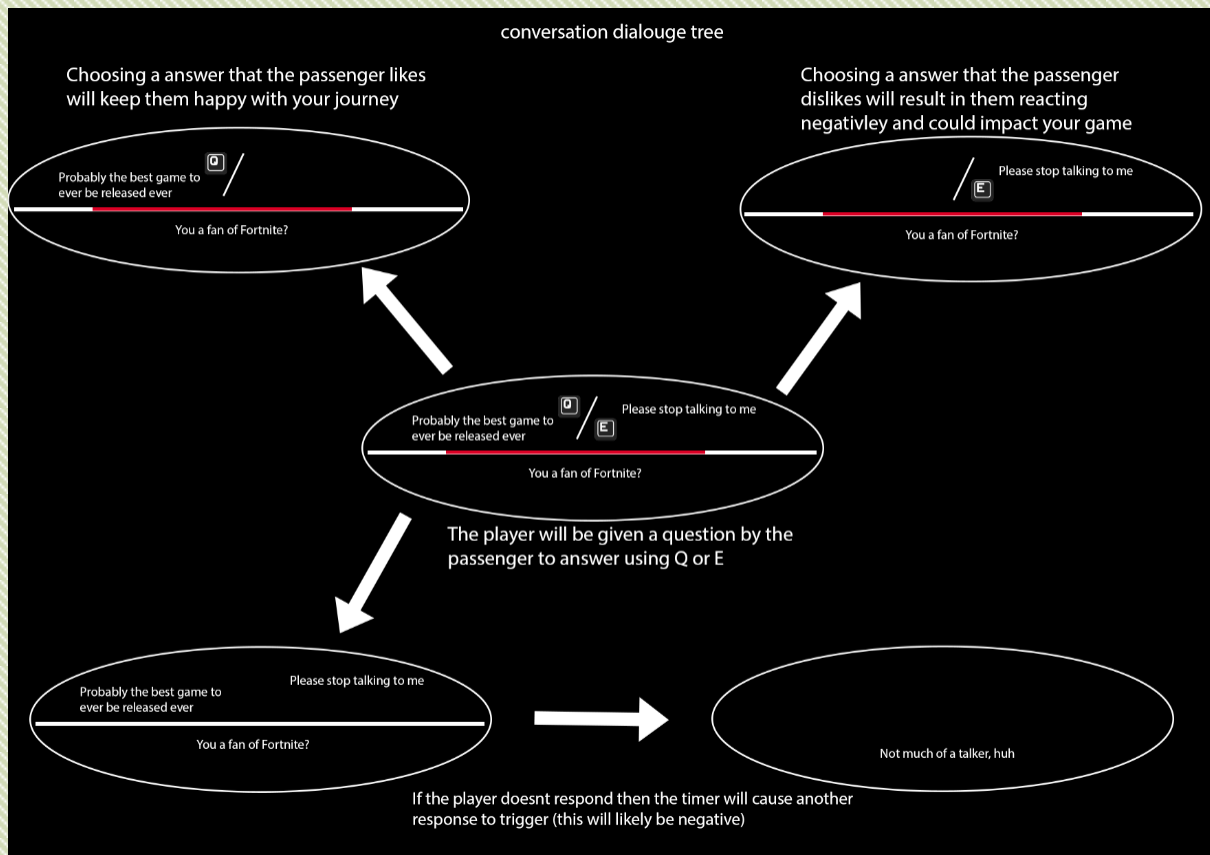 conversation dialouge tree
Choosing a answer that the passenger likes
will keep them happy with your journey
Q
Probably the best game to
ever be released ever
You a fan of Fortnite?
Choosing a answer that the passenger
dislikes will result in them reacting
negativley and could impact your game
Please stop talking to me
E
You a fan of Fortnite?
Q
Please stop talking to me
Probably the best game to
ever be released ever
E
You a fan of Fortnite?
The player will be given a question by the
passenger to answer using Q or E
Please stop talking to me
Probably the best game to
ever be released ever
You a fan of Fortnite?
Not much of a talker, huh
If the player doesnt respond then the timer will cause another
response to trigger (this will likely be negative)